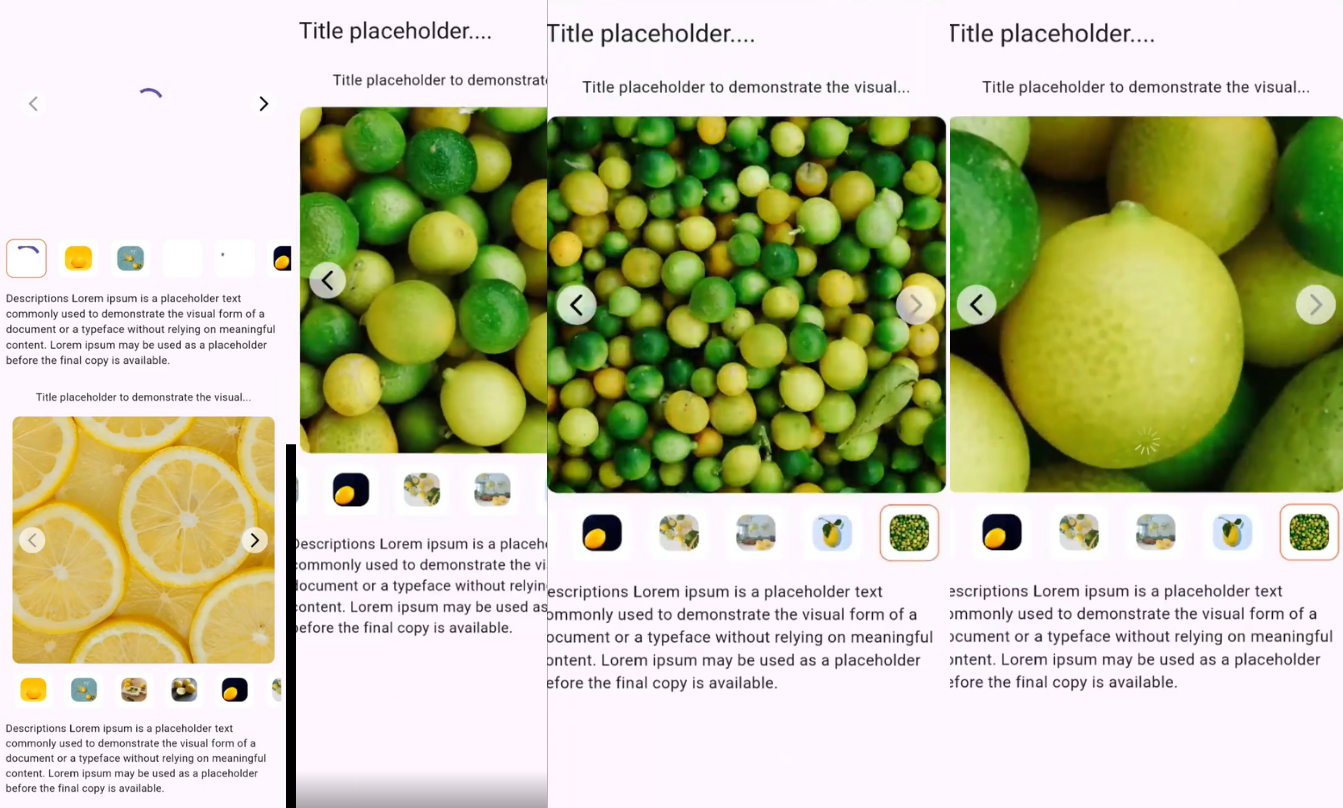 Descriptions Lorem ipsum is a placeholder text
commonly used to demonstrate the visual form of a
document or a typeface without relying on meaningful
content. Lorem ipsum may be used as a placeholder
before the final copy is available.
Title placeholder to demonstrate the visual...
Descriptions Lorem ipsum is a placeholder text
commonly used to demonstrate the visual form of a
document or a typeface without relying on meaningful
content. Lorem ipsum may be used as a placeholder
before the final copy is available.
Title placeholder....
Title placeholder to demonstrate
Descriptions Lorem ipsum is a placeh
commonly used to demonstrate the vi
document or a typeface without relyin
content. Lorem ipsum may be used as
before the final copy is available.
Title placeholder....
Title placeholder to demonstrate the visual...
escriptions Lorem ipsum is a placeholder text
ommonly used to demonstrate the visual form of a
ocument or a typeface without relying on meaningful
ontent. Lorem ipsum may be used as a placeholder
efore the final copy is available.
Title placeholder....
Title placeholder to demonstrate the visual...
escriptions Lorem ipsum is a placeholder text
ommonly used to demonstrate the visual form of a
ocument or a typeface without relying on meaningful
ontent. Lorem ipsum may be used as a placeholder
efore the final copy is available.